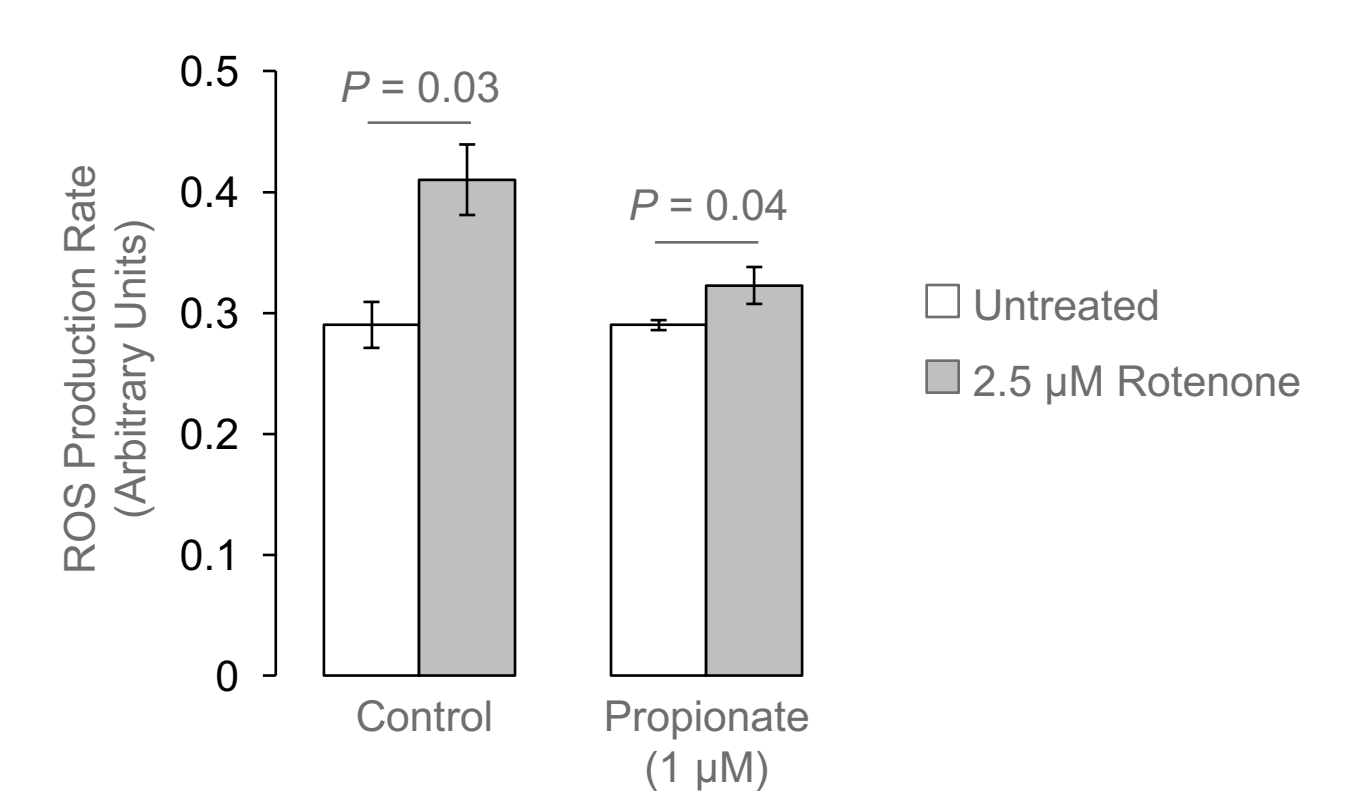 ROS Production Rate
(Arbitrary Units)
0.5
0.4
0.3
0.2
0.1
0
P = 0.03
P = 0.04
Control
Propionate
(1 μM)
Untreated
2.5 μM Rotenone